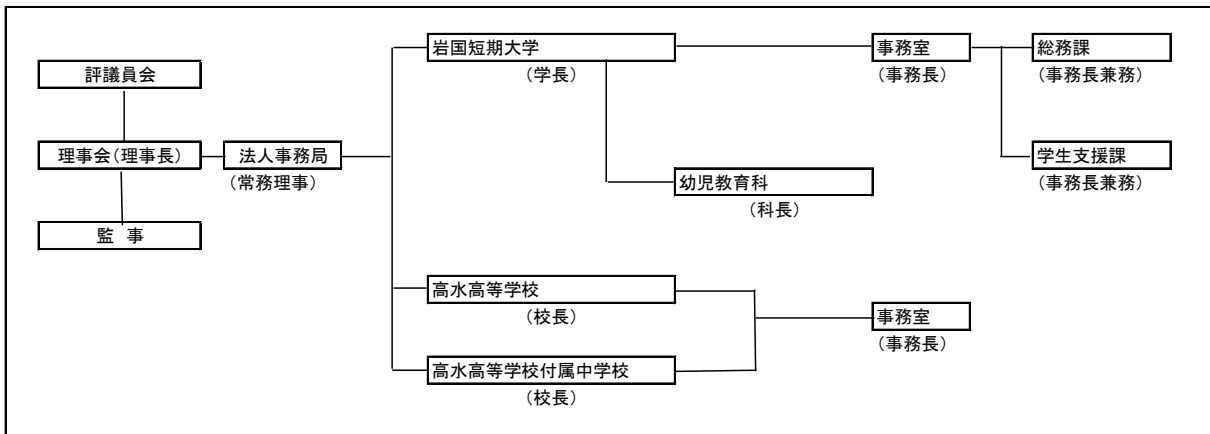 岩国短期大学
事務室
総務課
評議員会
（学長）
（事務長）
（事務長兼務）
理事会（理事長）
法人事務局
学生支援課
（常務理事）
幼児教育科
（事務長兼務）
（科長）
監　事
高水高等学校
（校長）
事務室
（事務長）
高水高等学校付属中学校
（校長）